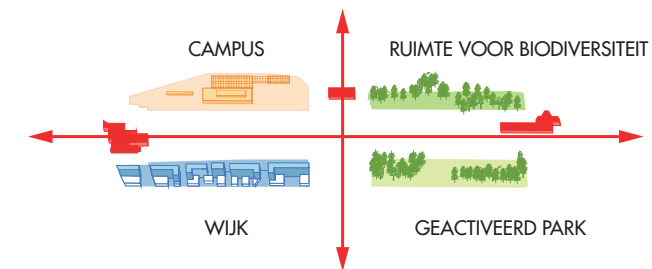 CAMPUS
RUIMTE VOOR BIODIVERSITEIT
WIJK
GEACTIVEERD PARK